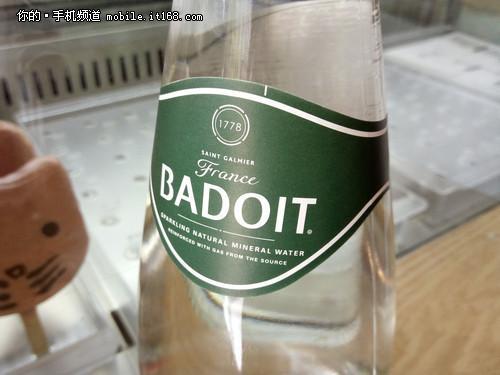 你的·手机频道 mobile.it168.com
1778
SAINT GALMIER
France
BADOIT®
SPARKLING NATURAL MINERAL WATER
REINFORCED WITH GAS FROM THE SOURCE